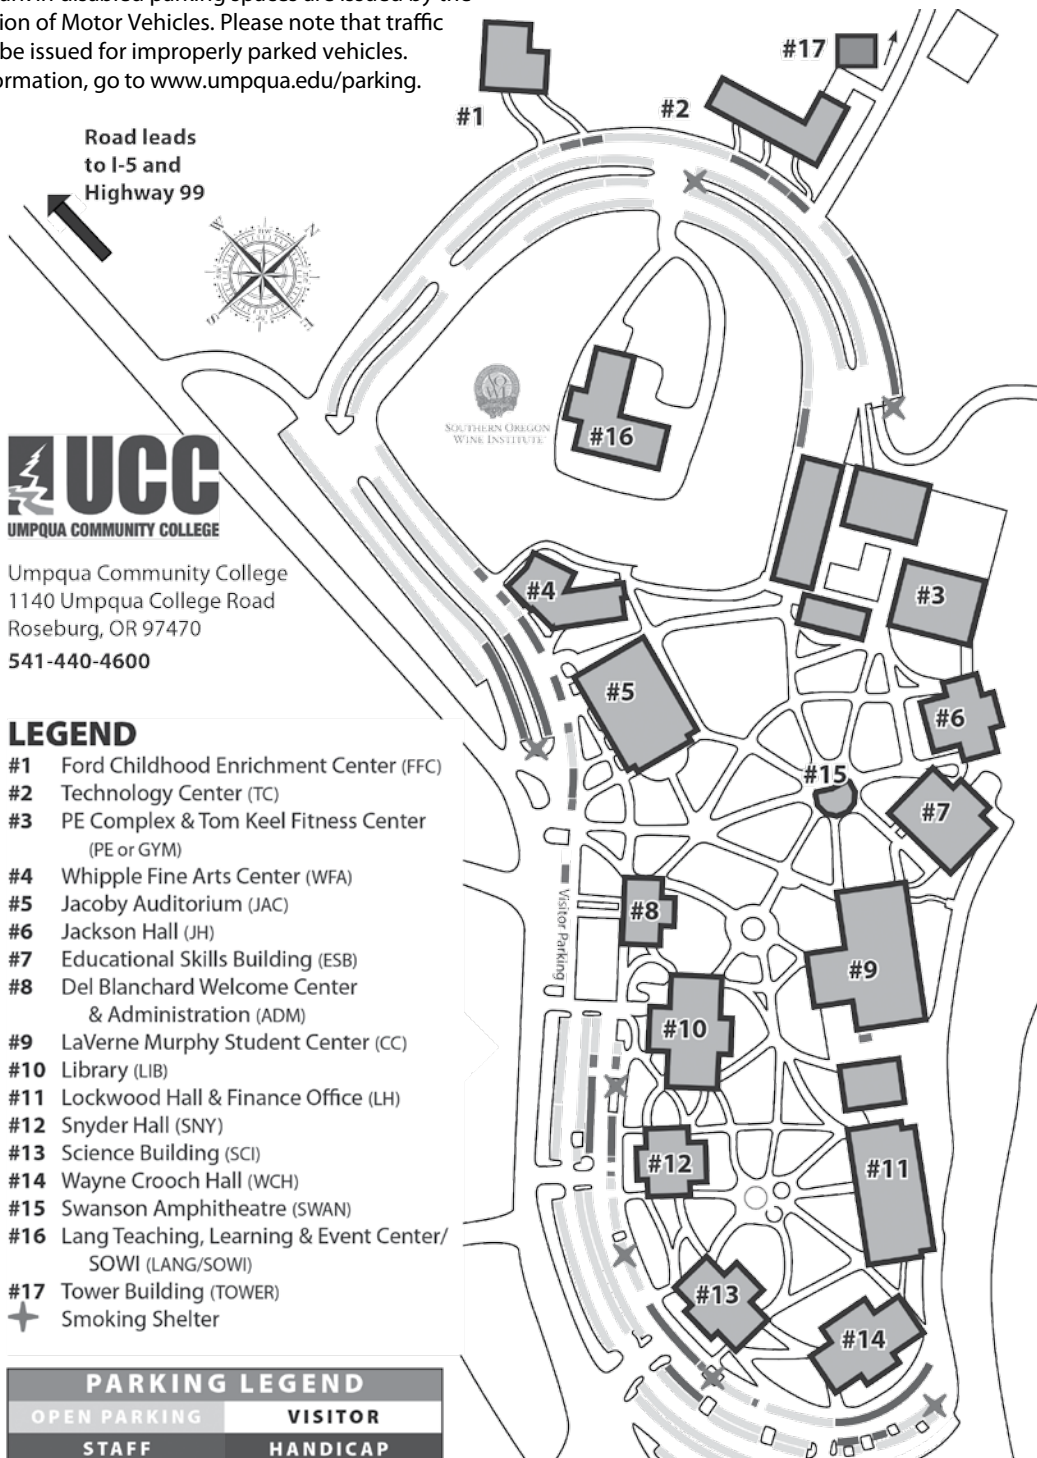 tion of Motor Vehicles. Please note that traffic
be issued for improperly parked vehicles.
ormation, go to www.umpqua.edu/parking.
#17
#1
#2
Road leads
to I-5 and
Highway 99
W
N
S
E
SOUTHERN OREGON
WINE INSTITUTE
#16
UCC
UMPQUA COMMUNITY COLLEGE
Umpqua Community College
1140 Umpqua College Road
Roseburg, OR 97470
541-440-4600
#4
#3
#5
#6
#15
#7
#8
Visitor Parking
#9
#10
#12
#11
#13
#14
LEGEND
#1 Ford Childhood Enrichment Center (FFC)
#2 Technology Center (TC)
#3 PE Complex & Tom Keel Fitness Center
(PE or GYM)
#4 Whipple Fine Arts Center (WFA)
#5 Jacoby Auditorium (JAC)
#6 Jackson Hall (JH)
#7 Educational Skills Building (ESB)
#8 Del Blanchard Welcome Center
& Administration (ADM)
#9 LaVerne Murphy Student Center (CC)
#10 Library (LIB)
#11 Lockwood Hall & Finance Office (LH)
#12 Snyder Hall (SNY)
#13 Science Building (SCI)
#14 Wayne Crooch Hall (WCH)
#15 Swanson Amphitheatre (SWAN)
#16 Lang Teaching, Learning & Event Center/
SOWI (LANG/SOWI)
#17 Tower Building (TOWER)
Smoking Shelter
PARKING LEGEND
OPEN PARKING VISITOR
STAFF HANDICAP